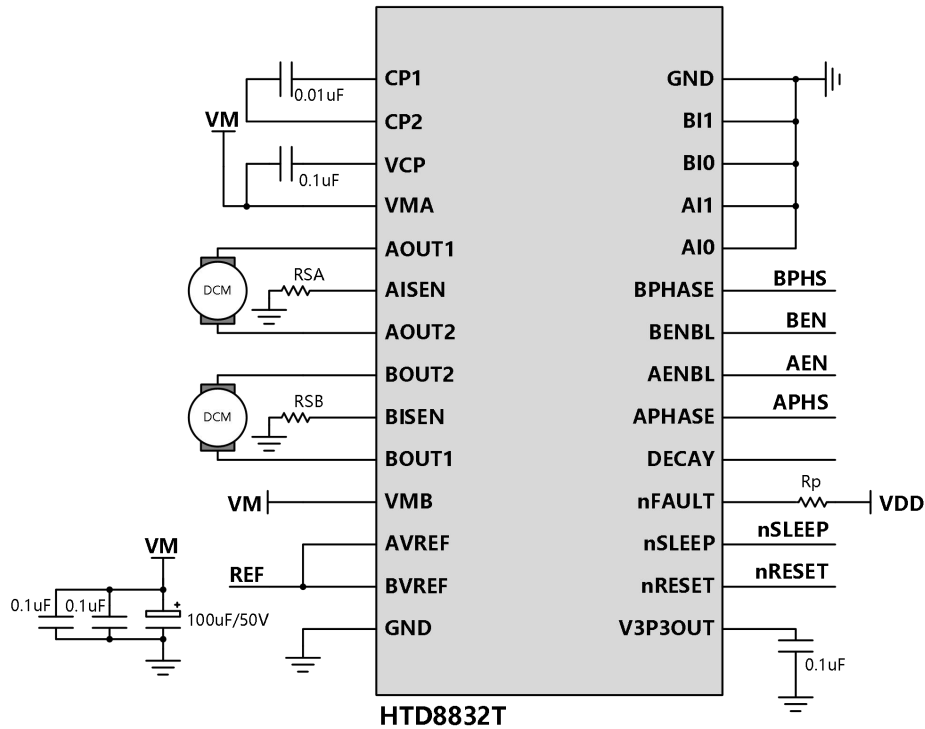 CP1
GND
0.01uF
VM
CP2
BI1
VCP
BI0
0.1uF
VMA
AI1
AOUT1
AI0
RSA
BPHS
DCM
AISEN
BPHASE
BEN
AOUT2
BENBL
AEN
BOUT2
AENBL
RSB
APHS
DCM
BISEN
APHASE
BOUT1
DECAY
Rp
VM
VMB
nFAULT
VDD
nSLEEP
VM
AVREF
nSLEEP
REF
nRESET
BVREF
nRESET
0.1uF
0.1uF
+
100uF/50V
GND
V3P3OUT
0.1uF
HTD8832T